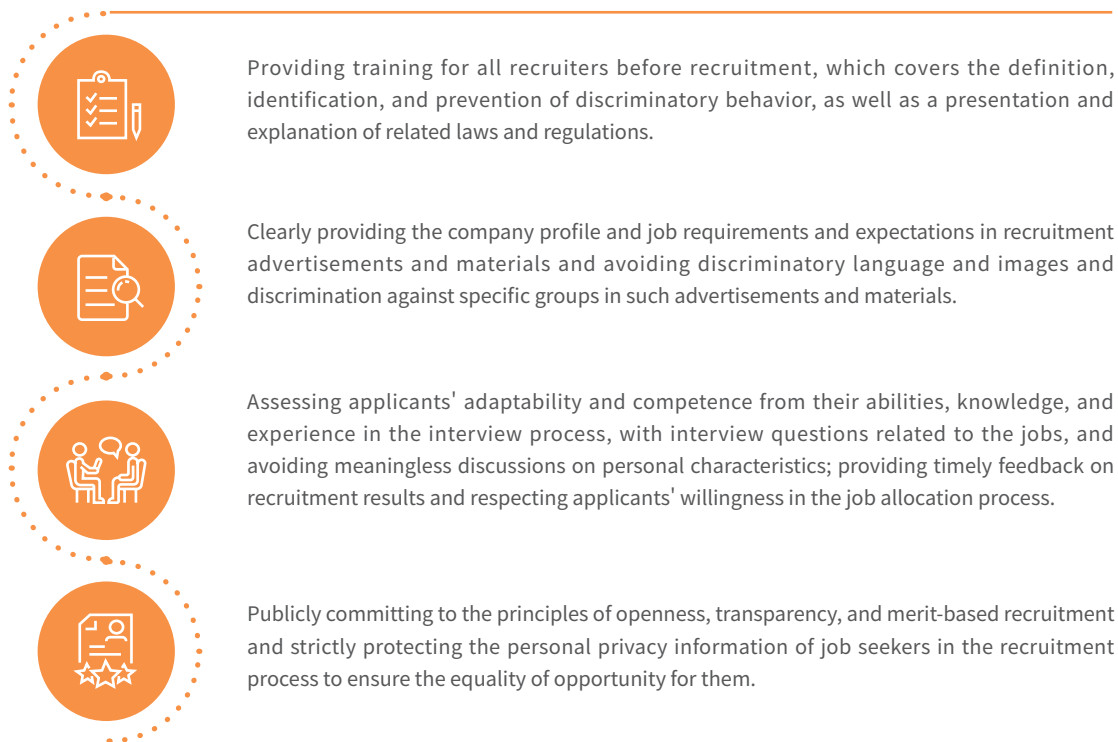 Providing training for all recruiters before recruitment, which covers the definition,
identification, and prevention of discriminatory behavior, as well as a presentation and
explanation of related laws and regulations.
Clearly providing the company profile and job requirements and expectations in recruitment
advertisements and materials and avoiding discriminatory language and images and
discrimination against specific groups in such advertisements and materials.
Assessing applicants' adaptability and competence from their abilities, knowledge, and
experience in the interview process, with interview questions related to the jobs, and
avoiding meaningless discussions on personal characteristics; providing timely feedback on
recruitment results and respecting applicants' willingness in the job allocation process.
Publicly committing to the principles of openness, transparency, and merit-based recruitment
and strictly protecting the personal privacy information of job seekers in the recruitment
process to ensure the equality of opportunity for them.